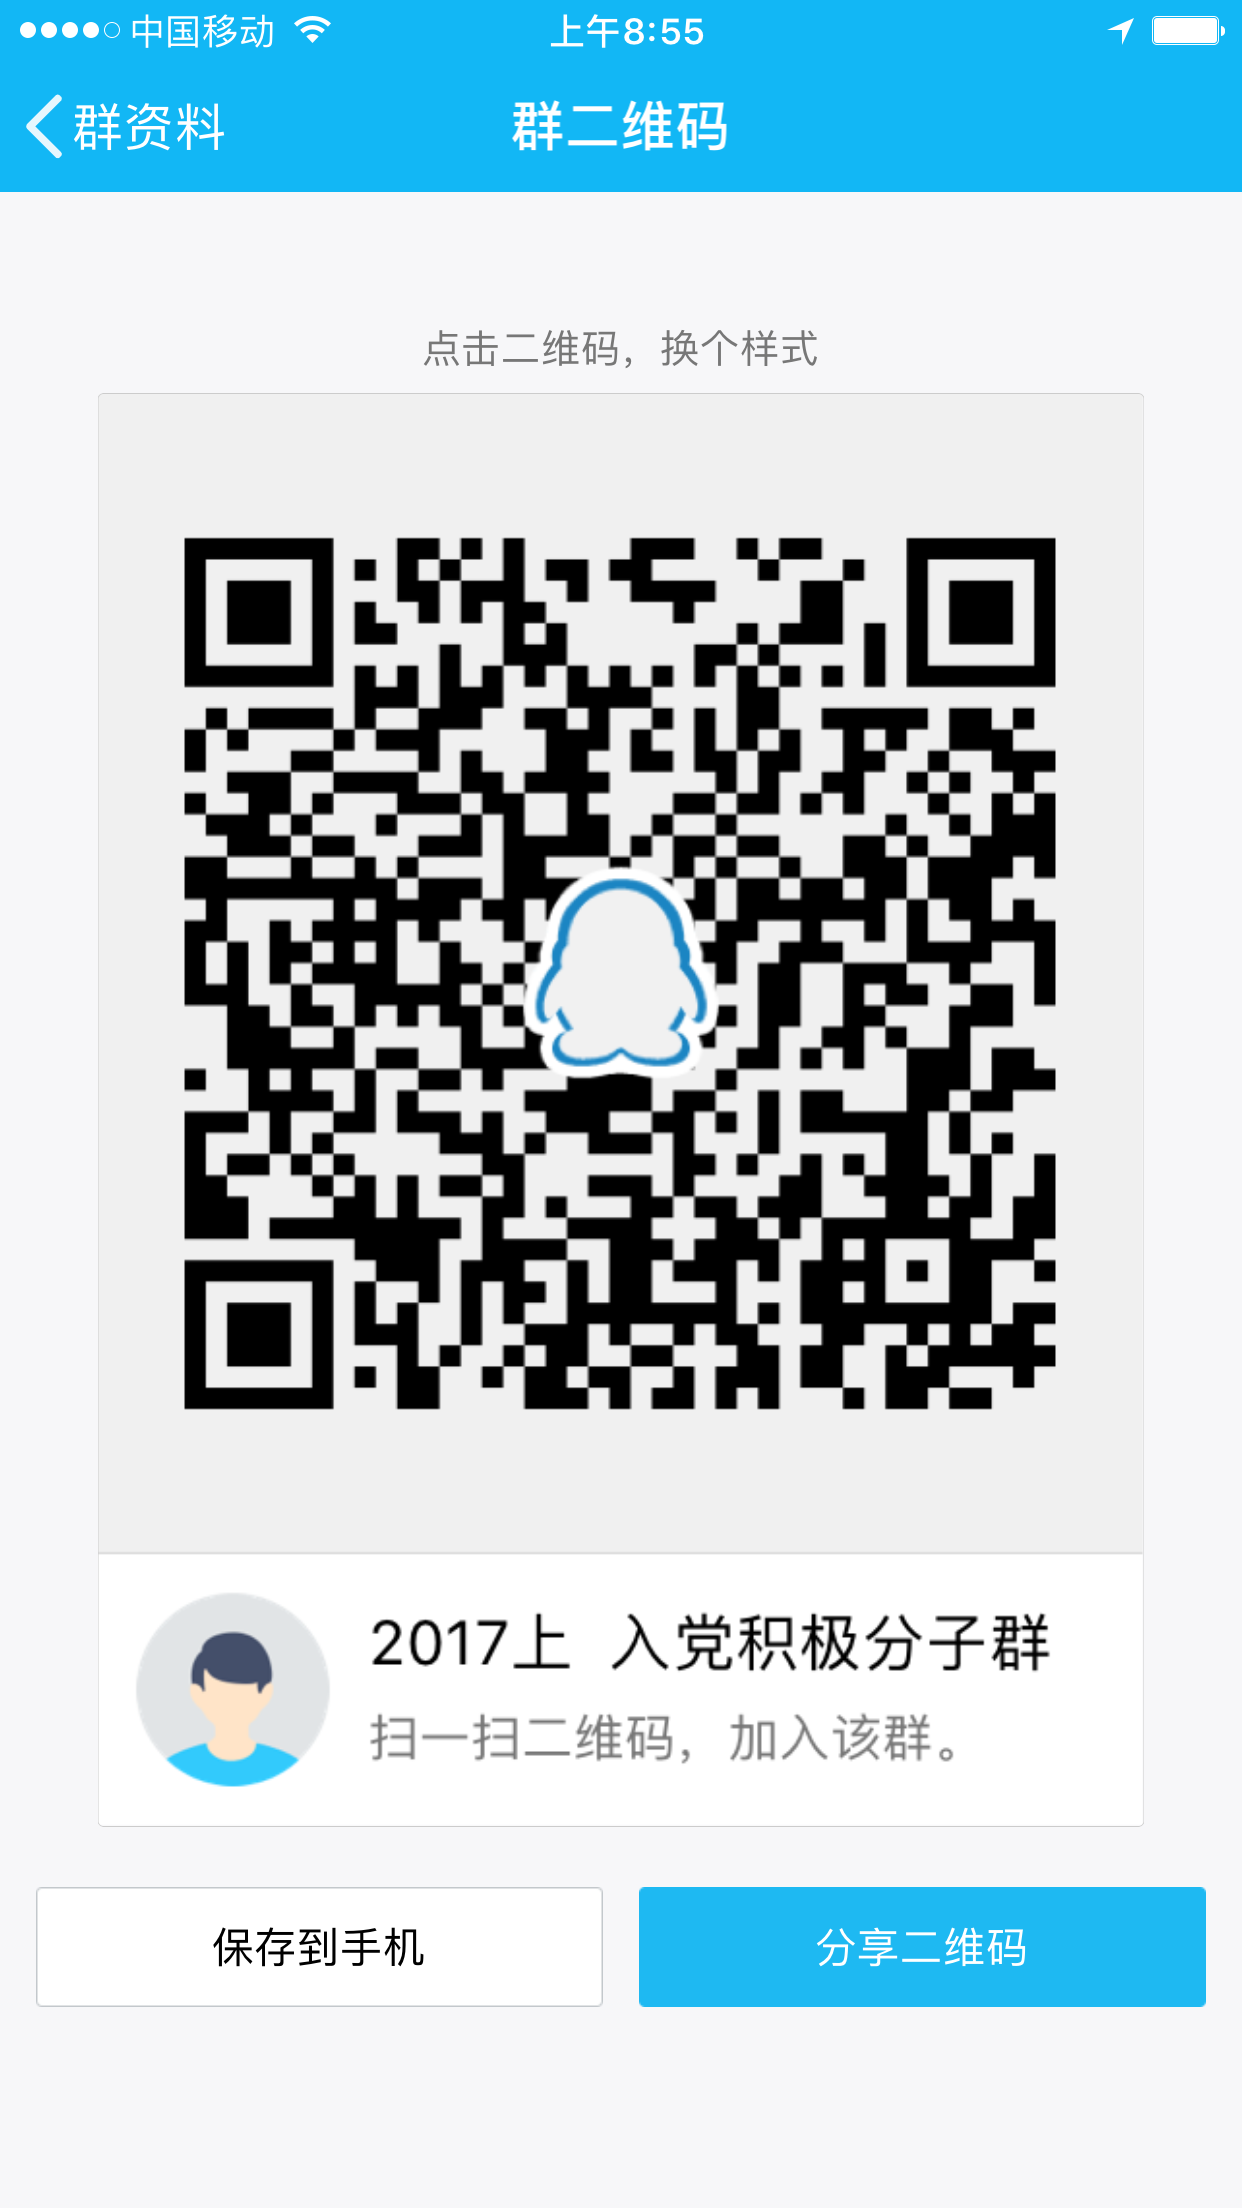 中国移动 上午8:55
群资料 群二维码
点击二维码，换个样式
2017上 入党积极分子群
扫一扫二维码，加入该群。
保存到手机 分享二维码